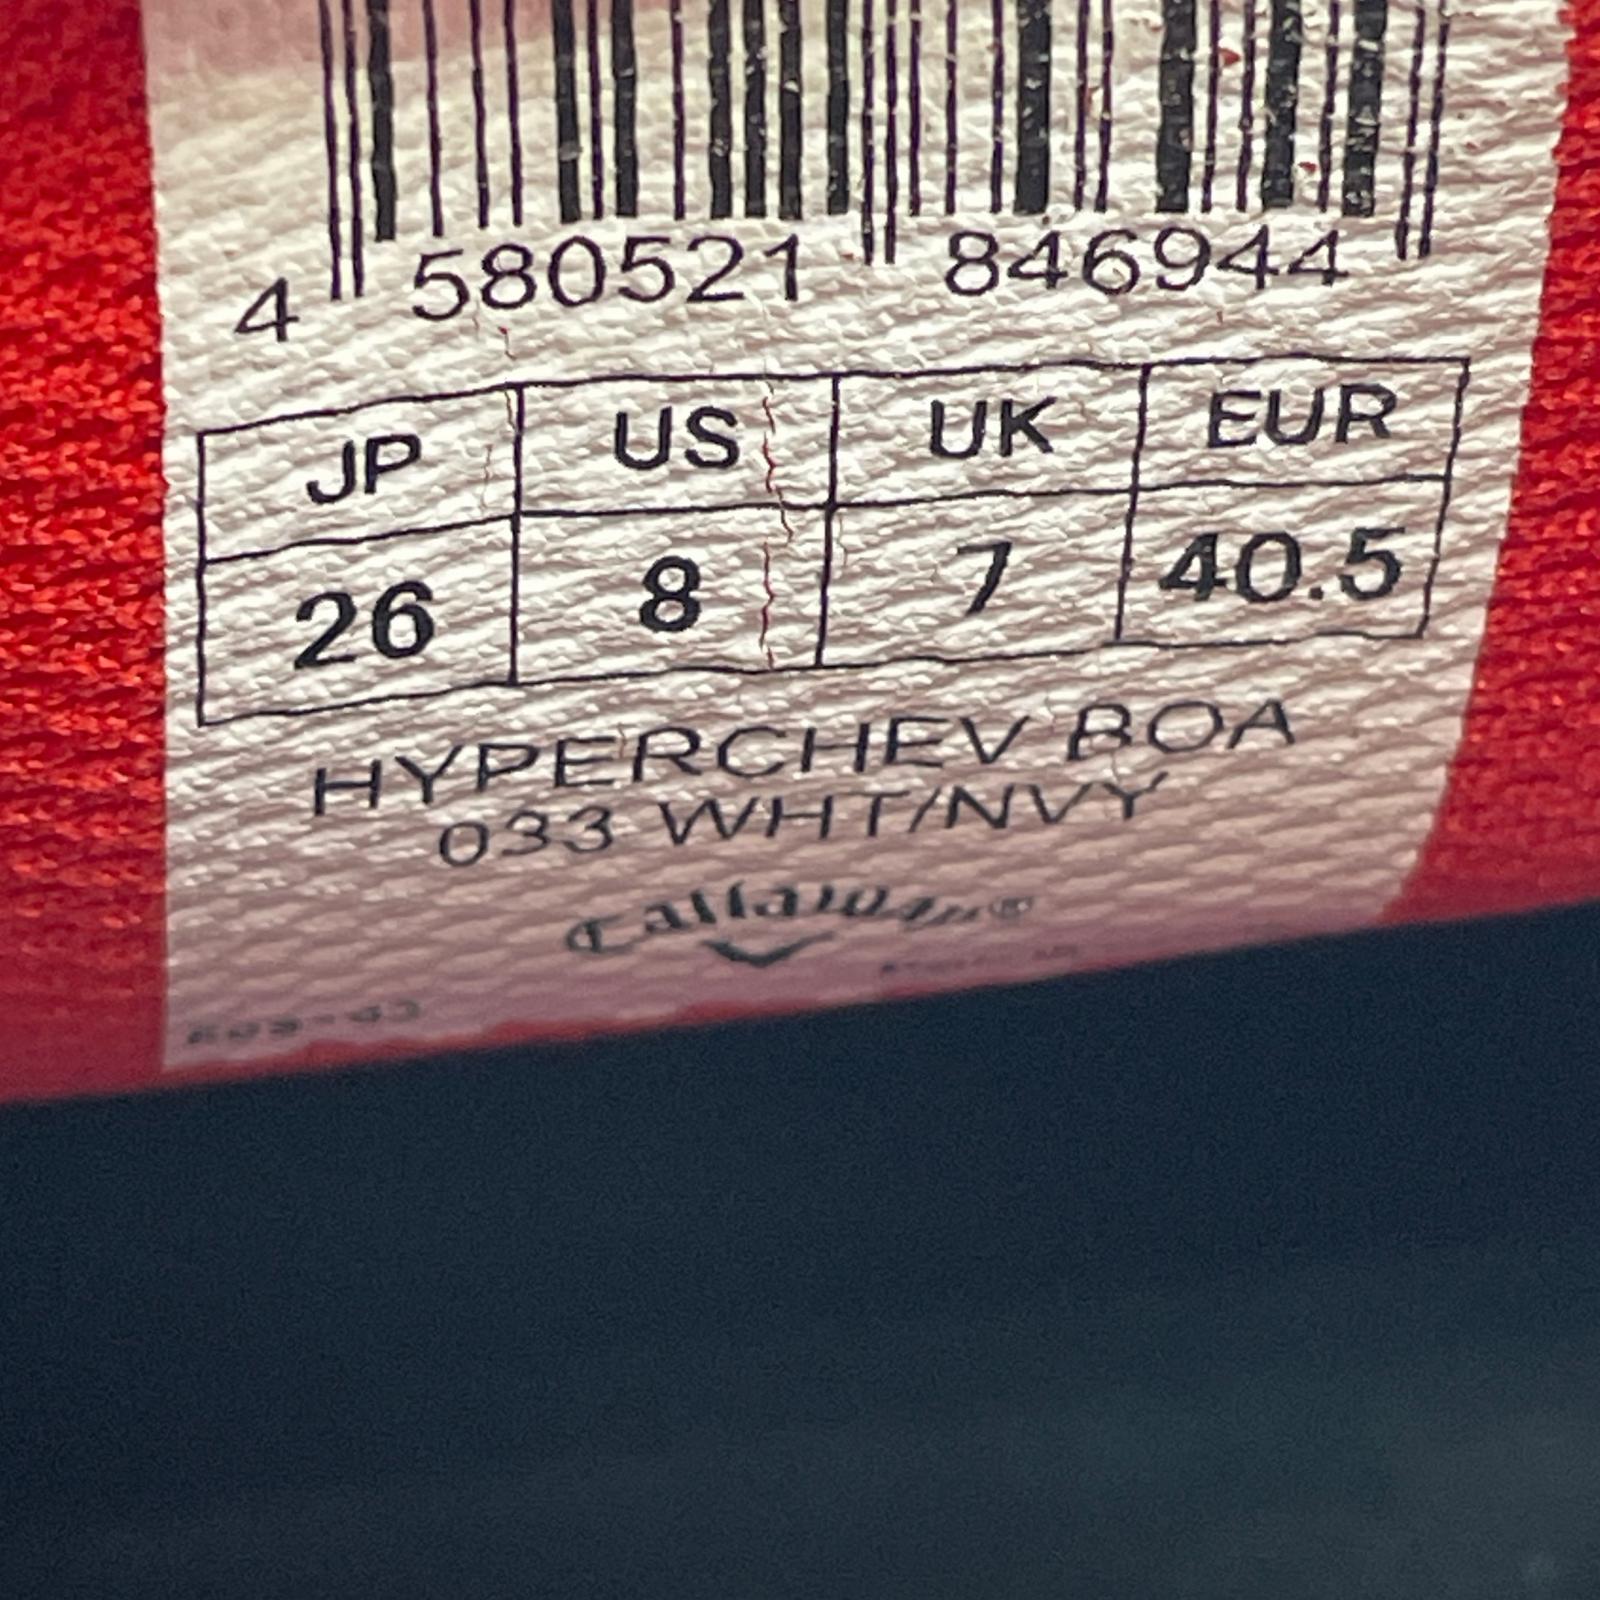 4 580521 846944
JP US UK EUR
26 8 7 40.5
HYPERCHEV BOA
033 WHT/NVY
Callaway®